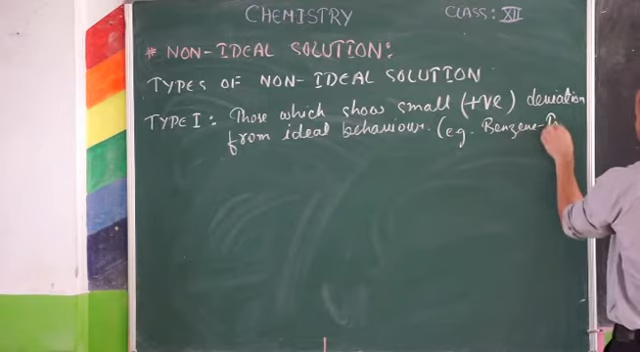 CHEMISTRY CLASS: XII
# NON-IDEAL SOLUTION:
TYPES OF NON-IDEAL SOLUTION
TYPE I: Those which show small (+ve) deviation
from ideal behaviour. (eg. Benzene-